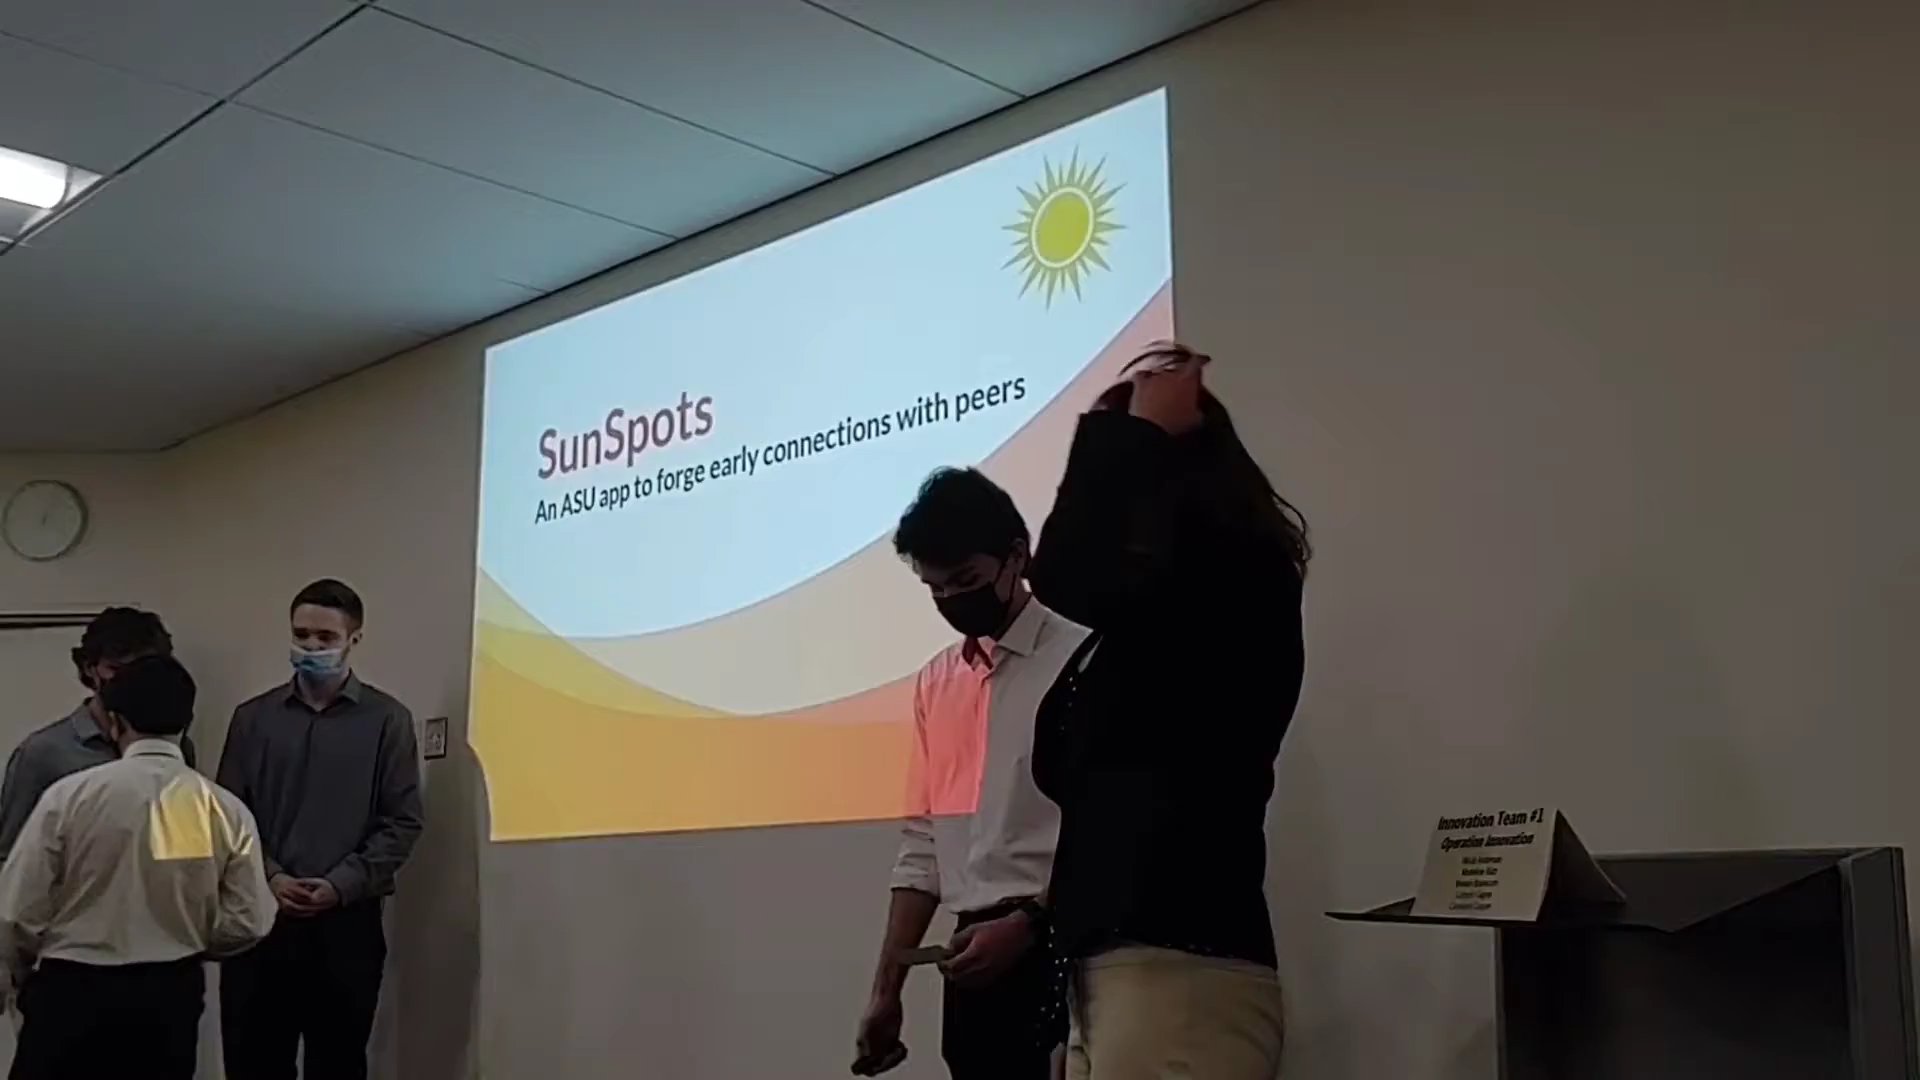 SunSpots
An ASU app to forge early connections with peers
Innovation Team #1
Operation Innovation